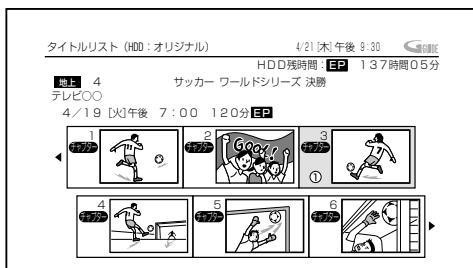 タイトルリスト（HDD：オリジナル） 4/21[木]午後 9:30 GGUIDE
HDD残時間：EP 137時間05分
地上 4 サッカー ワールドシリーズ 決勝
テレビ○○
4／19 [火]午後 7：00 120分EP
1 チャプター
2 チャプター GOAL!
3 チャプター ①
4 チャプター
5 チャプター
6 チャプター